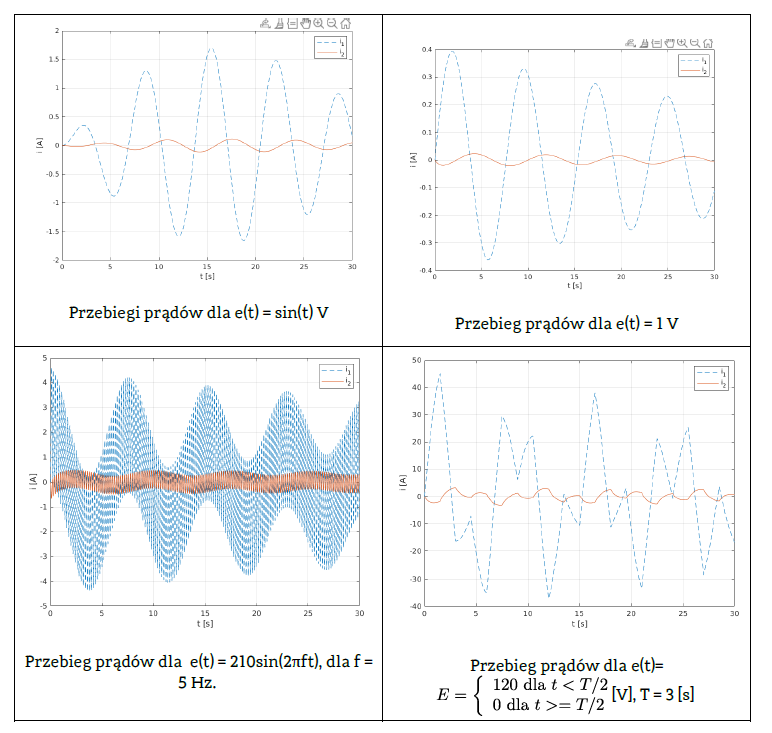 2
1.5
1
0.5
0
-0.5
-1
-1.5
-2
i [A]
0 5 10 15 20 25 30
t [s]
i1
i2
Przebiegi prądów dla e(t) = sin(t) V
0.4
0.3
0.2
0.1
0
-0.1
-0.2
-0.3
-0.4
i [A]
0 5 10 15 20 25 30
t [s]
i1
i2
Przebieg prądów dla e(t) = 1 V
5
4
3
2
1
0
-1
-2
-3
-4
-5
i [A]
0 5 10 15 20 25 30
t [s]
i1
i2
Przebieg prądów dla e(t) = 210sin(2πft), dla f =
5 Hz.
50
40
30
20
10
0
-10
-20
-30
-40
i [A]
0 5 10 15 20 25 30
t [s]
i1
i2
Przebieg prądów dla e(t)=
E = { 120 dla t < T/2
0 dla t >= T/2 [V], T = 3 [s]